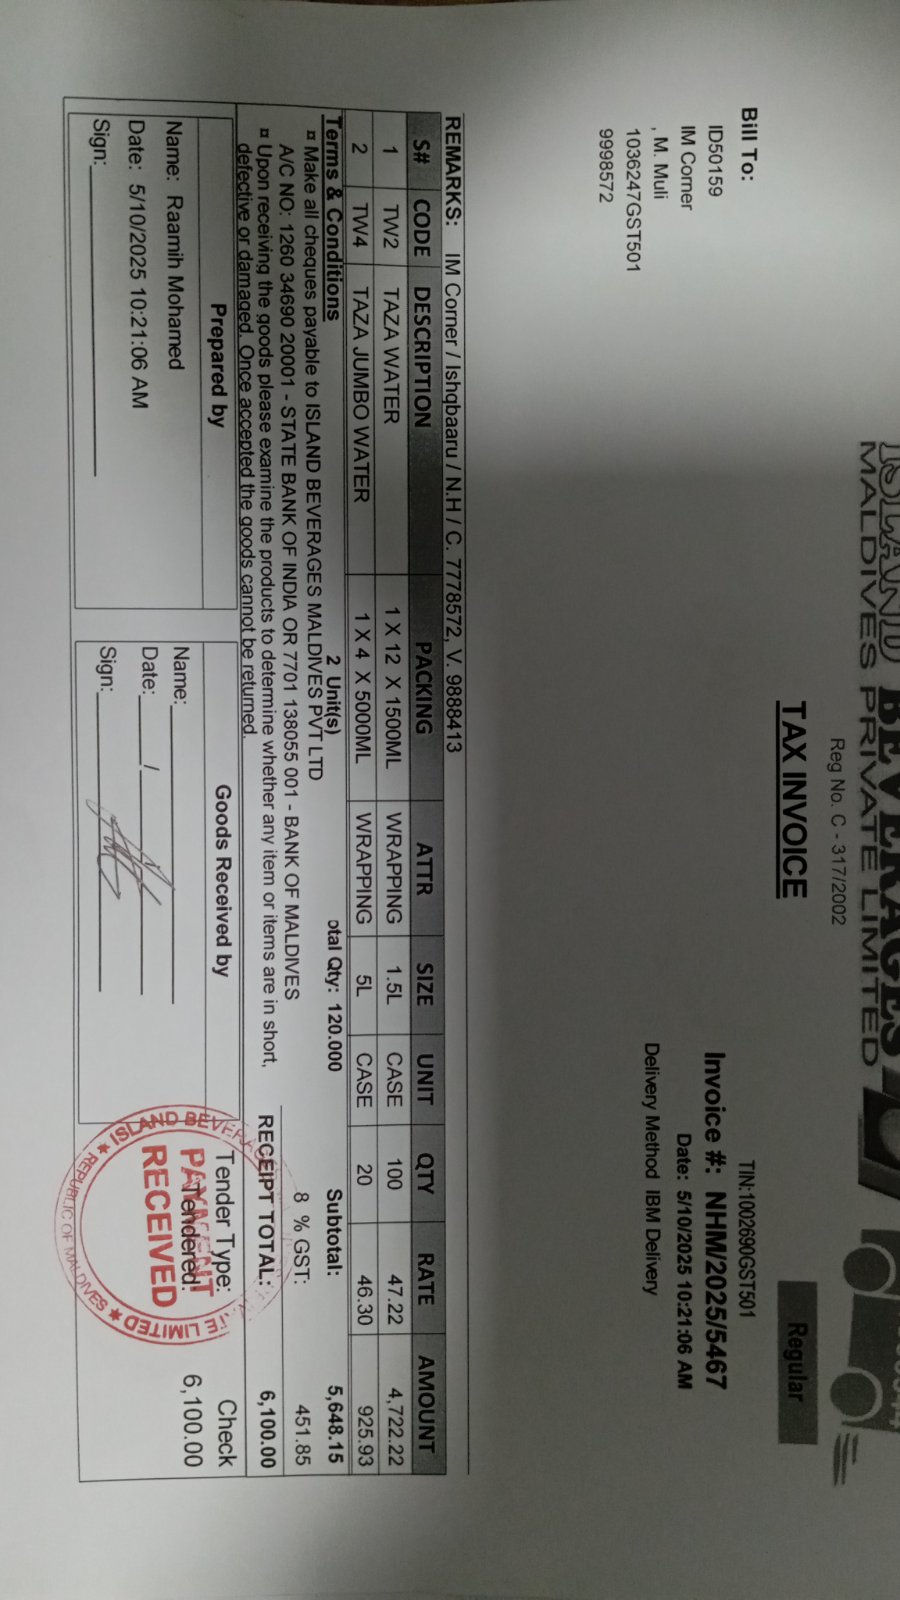 ISLAND BEVERAGES
MALDIVES PRIVATE LIMITED
Reg No. C - 317/2002
TAX INVOICE
Regular
TIN:1002690GST501
Invoice #: NHM/2025/5467
Date: 5/10/2025 10:21:06 AM
Delivery Method IBM Delivery
Bill To:
ID50159
IM Corner
, M. Muli
1036247GST501
9998572
REMARKS: IM Corner / Ishqbaaru / N.H / C. 7778572, V. 9888413
S# CODE DESCRIPTION PACKING ATTR SIZE UNIT QTY RATE AMOUNT
1 TW2 TAZA WATER 1 X 12 X 1500ML WRAPPING 1.5L CASE 100 47.22 4,722.22
2 TW4 TAZA JUMBO WATER 1 X 4 X 5000ML WRAPPING 5L CASE 20 46.30 925.93
Terms & Conditions 2 Unit(s) otal Qty: 120.000 Subtotal: 5,648.15
¤ Make all cheques payable to ISLAND BEVERAGES MALDIVES PVT LTD
8 % GST: 451.85
A/C NO: 1260 34690 20001 - STATE BANK OF INDIA OR 7701 138055 001 - BANK OF MALDIVES
¤ Upon receiving the goods please examine the products to determine whether any item or items are in short,
RECEIPT TOTAL: 6,100.00
defective or damaged. Once accepted the goods cannot be returned.
Tender Type: Check
Tendered: 6,100.00
Prepared by
Name: Raamih Mohamed
Date: 5/10/2025 10:21:06 AM
Sign:
Goods Received by
Name:
Date: /
Sign:
PAYMENT
RECEIVED
REPUBLIC OF MALDIVES